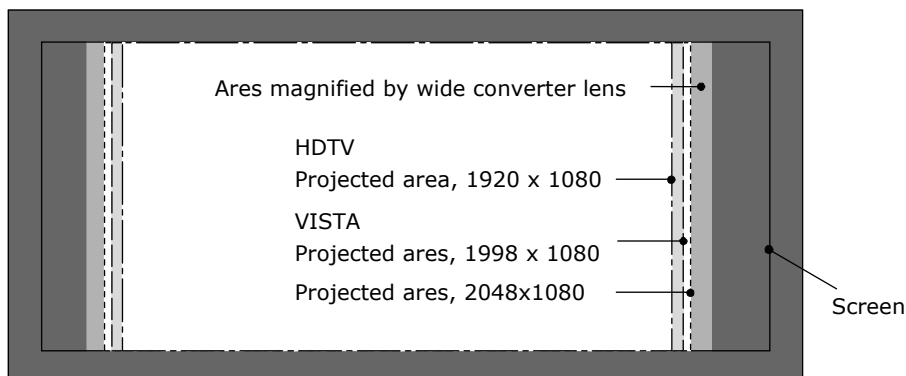 Ares magnified by wide converter lens
HDTV
Projected area, 1920 x 1080
VISTA
Projected ares, 1998 x 1080
Projected ares, 2048x1080
Screen